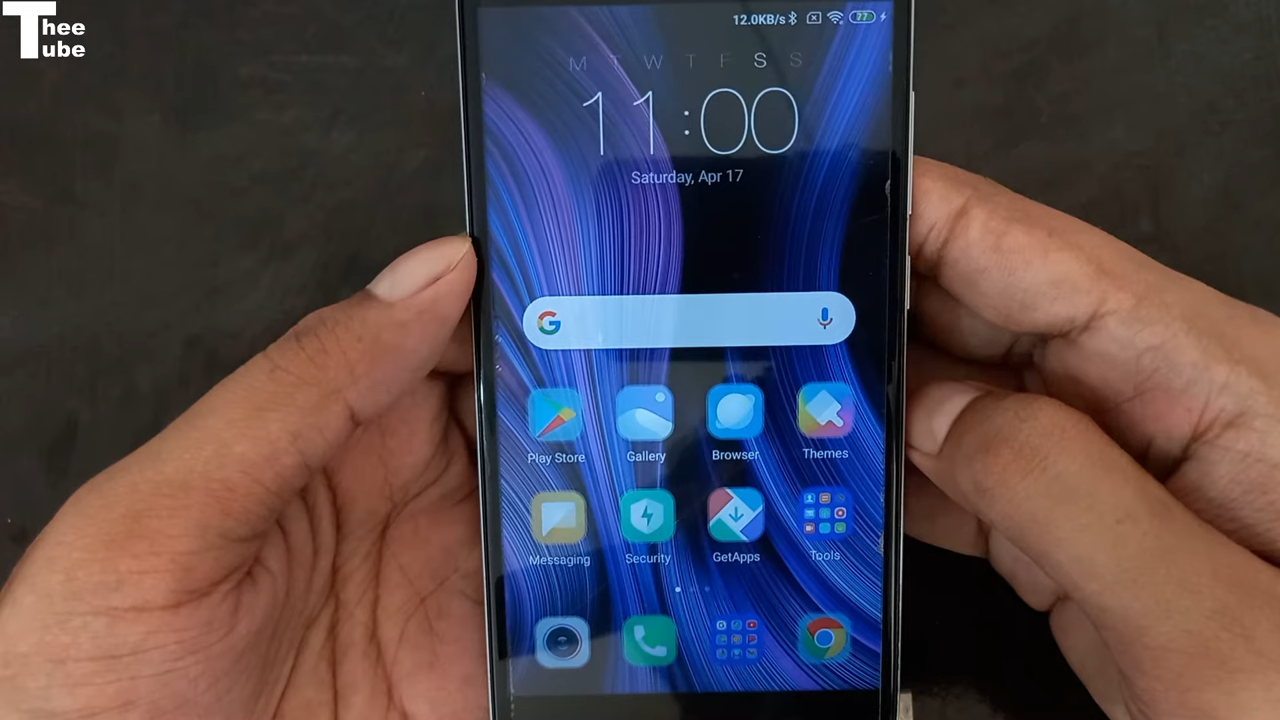 Thee
Tube
12.0KB/s 77
M T W T F S S
11:00
Saturday, Apr 17
G
Play Store Gallery Browser Themes
Messaging Security GetApps Tools